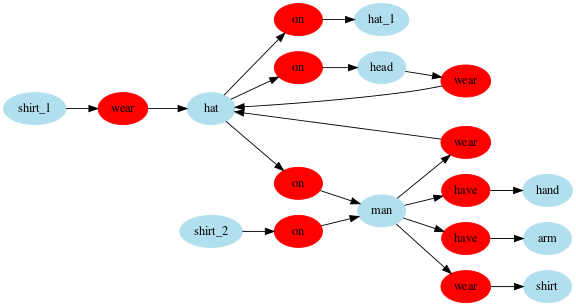 on
hat_1
on
head
wear
shirt_1
wear
hat
wear
on
have
hand
man
shirt_2
on
have
arm
wear
shirt